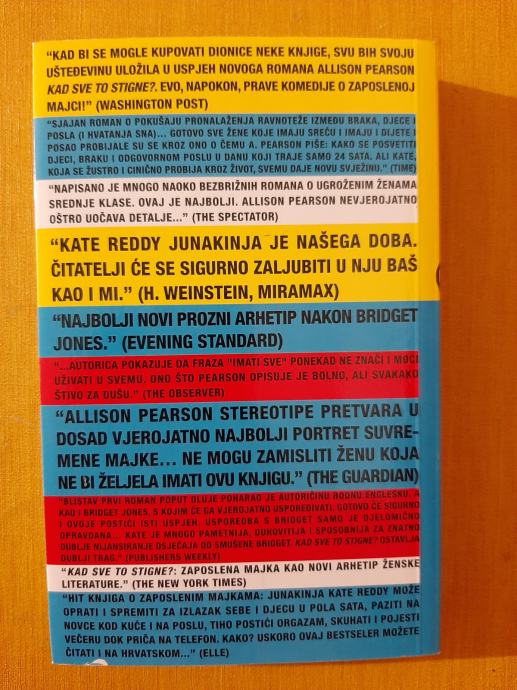 “KAD BI SE MOGLE KUPOVATI DIONICE NEKE KNJIGE, SVU BIH SVOJU
UŠTEĐEVINU ULOŽILA U USPJEH NOVOGA ROMANA ALLISON PEARSON
KAD SVE TO STIGNE?. EVO, NAPOKON, PRAVE KOMEDIJE O ZAPOSLENOJ
MAJCI!” (WASHINGTON POST)
“SJAJAN ROMAN O POKUŠAJU PRONALAŽENJA RAVNOTEŽE IZMEĐU BRAKA, DJECE I
POSLA (I HVATANJA SNA)... GOTOVO SVE ŽENE KOJE IMAJU SREĆU I IMAJU I DIJETE I
POSAO PROBIJALE SU SE KROZ ONO O ČEMU A. PEARSON PIŠE: KAKO SE POSVETITI
DJECI, BRAKU I ODGOVORNOM POSLU U DANU KOJI TRAJE SAMO 24 SATA. ALI KATE,
KOJA SE ŽUSTRO I CINIČNO PROBIJA KROZ ŽIVOT, SVEMU DAJE NOVU SVJEŽINU.” (TIME)
“NAPISANO JE MNOGO NAOKO BEZBRIŽNIH ROMANA O UGROŽENIM ŽENAMA
SREDNJE KLASE. OVAJ JE NAJBOLJI. ALLISON PEARSON NEVJEROJATNO
OŠTRO UOČAVA DETALJE...” (THE SPECTATOR)
“KATE REDDY JUNAKINJA JE NAŠEGA DOBA.
ČITATELJI ĆE SE SIGURNO ZALJUBITI U NJU BAŠ
KAO I MI.” (H. WEINSTEIN, MIRAMAX)
“NAJBOLJI NOVI PROZNI ARHETIP NAKON BRIDGET
JONES.” (EVENING STANDARD)
“...AUTORICA POKAZUJE DA FRAZA "IMATI SVE" PONEKAD NE ZNAČI I MOĆI
UŽIVATI U SVEMU. ONO ŠTO PEARSON OPISUJE JE BOLNO, ALI SVAKAKO
ŠTIVO ZA DUŠU.” (THE OBSERVER)
“ALLISON PEARSON STEREOTIPE PRETVARA U
DOSAD VJEROJATNO NAJBOLJI PORTRET SUVRE-
MENE MAJKE... NE MOGU ZAMISLITI ŽENU KOJA
NE BI ŽELJELA IMATI OVU KNJIGU.” (THE GUARDIAN)
“BLISTAV PRVI ROMAN POPUT OLUJE POHARAO JE AUTORIČINU RODNU ENGLESKU. A
KAO I BRIDGET JONES, S KOJIM ĆE GA VJEROJATNO USPOREĐIVATI, GOTOVO ĆE SIGURNO
I OVDJE POSTIĆI ISTI USPJEH. USPOREDBA S BRIDGET SAMO JE DJELOMIČNO
OPRAVDANA... KATE JE MNOGO PAMETNIJA, DUHOVITIJA I SPOSOBNIJA ZA ZNATNO
DUBLJE NIJANSIRANJE OSJEĆAJA OD SMUŠENE BRIDGET. KAD SVE TO STIGNE? OSTAVLJA
DUBLJI TRAG.” (PUBLISHERS WEEKLY)
“KAD SVE TO STIGNE?: ZAPOSLENA MAJKA KAO NOVI ARHETIP ŽENSKE
LITERATURE.” (THE NEW YORK TIMES)
“HIT KNJIGA O ZAPOSLENIM MAJKAMA: JUNAKINJA KATE REDDY MOŽE
OPRATI I SPREMITI ZA IZLAZAK SEBE I DJECU U POLA SATA, PAZITI NA
NOVCE KOD KUĆE I NA POSLU, TIHO POSTIĆI ORGAZAM, SKUHATI I POJESTI
VEČERU DOK PRIČA NA TELEFON. KAKO? USKORO OVAJ BESTSELER MOŽETE
ČITATI I NA HRVATSKOM...” (ELLE)